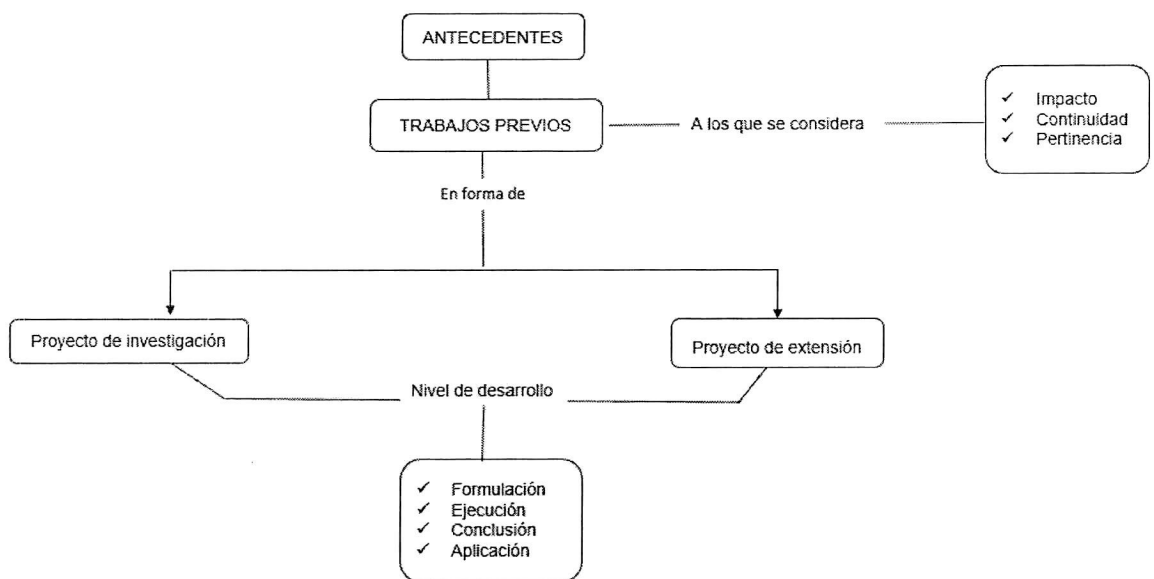 ANTECEDENTES
TRABAJOS PREVIOS
A los que se considera
✓ Impacto
✓ Continuidad
✓ Pertinencia
En forma de
Proyecto de investigación
Proyecto de extensión
Nivel de desarrollo
✓ Formulación
✓ Ejecución
✓ Conclusión
✓ Aplicación